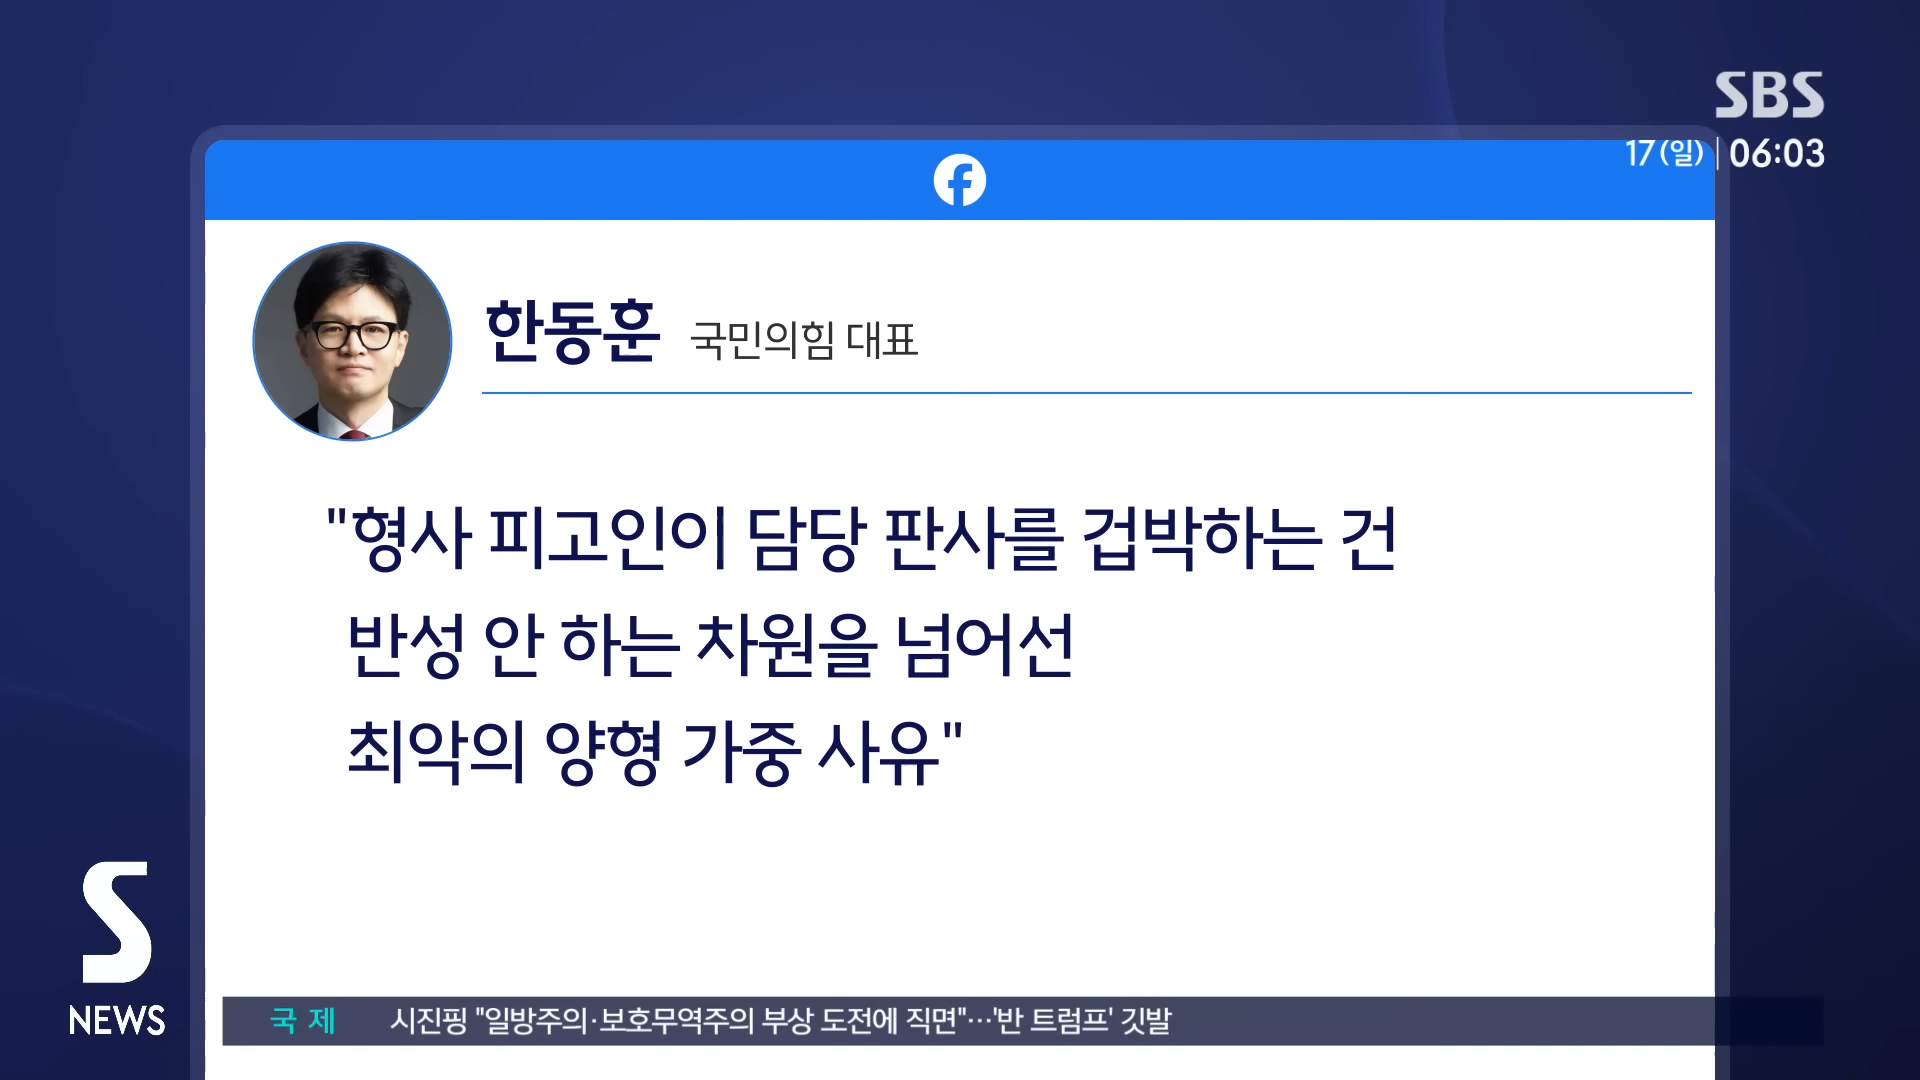 SBS
17(일) 06:03
한동훈 국민의힘 대표
"형사 피고인이 담당 판사를 겁박하는 건
반성 안 하는 차원을 넘어선
최악의 양형 가중 사유"
S
NEWS
국 제 시진핑 "일방주의·보호무역주의 부상 도전에 직면"…'반 트럼프' 깃발